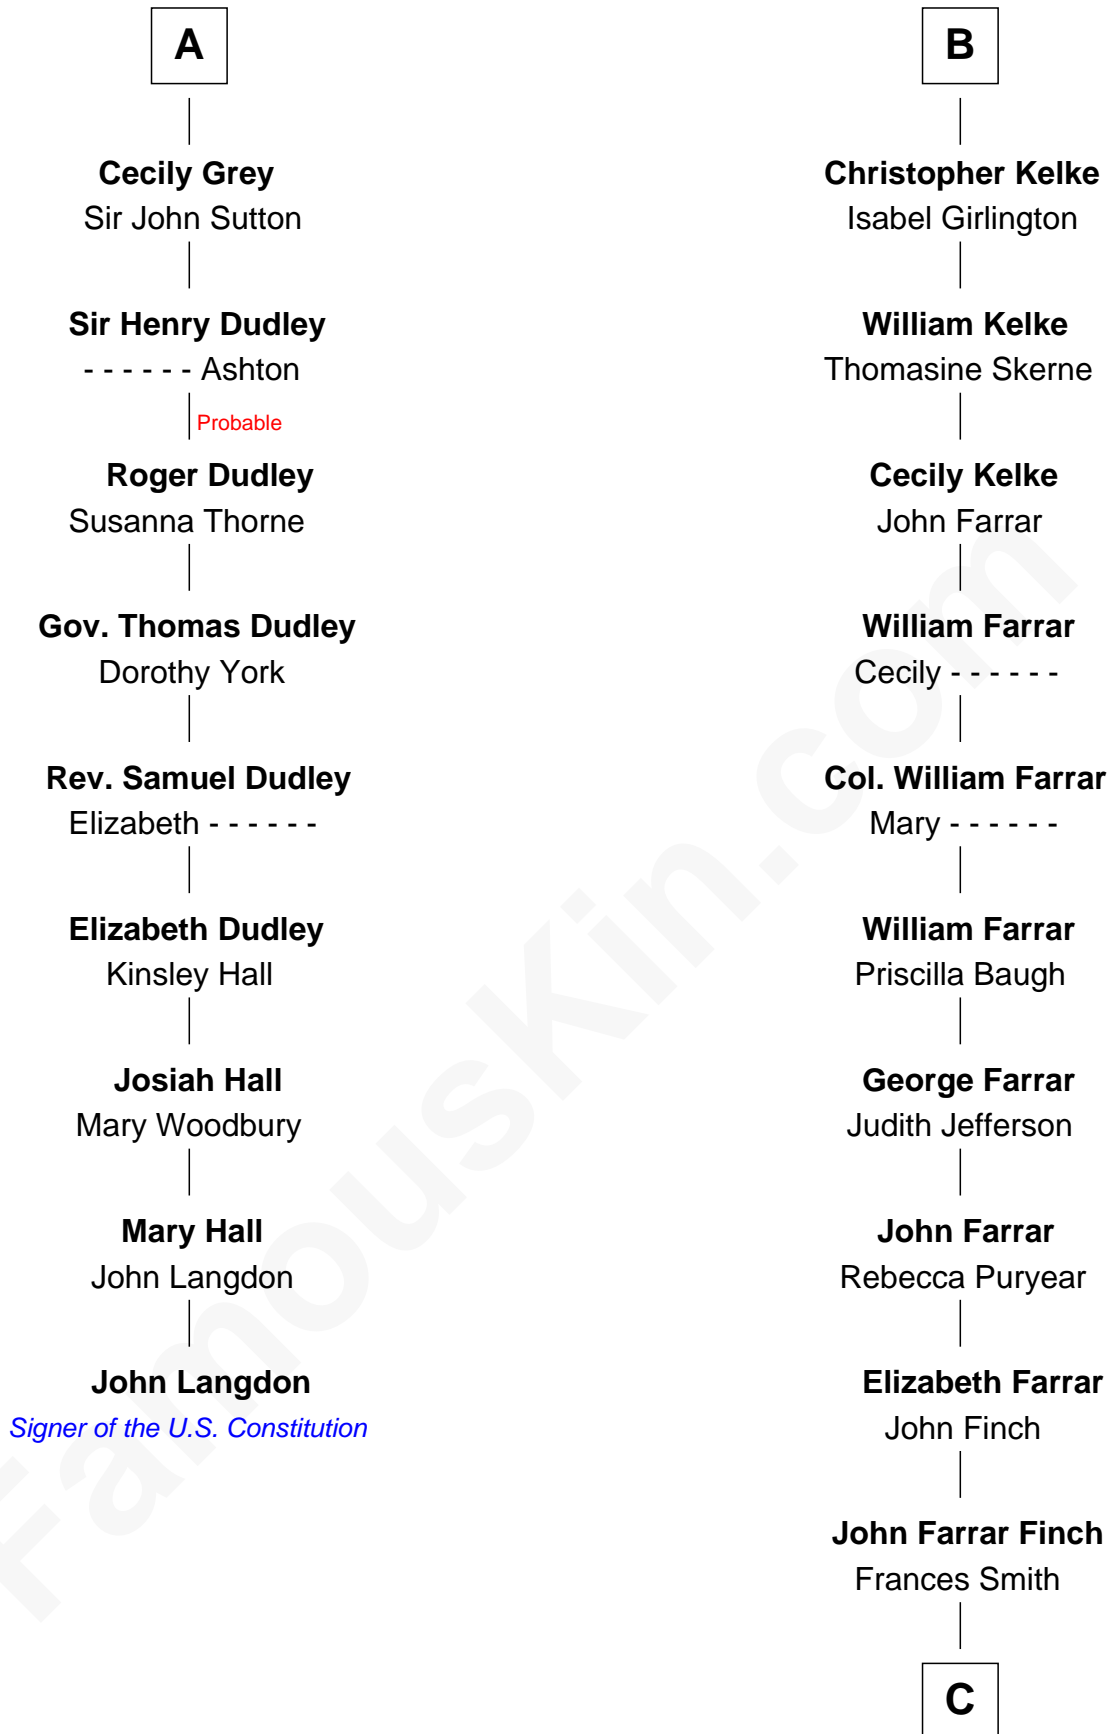 A
Cecily Grey
Sir John Sutton
Sir Henry Dudley
- - - - - - Ashton
Probable
Roger Dudley
Susanna Thorne
Gov. Thomas Dudley
Dorothy York
Rev. Samuel Dudley
Elizabeth - - - - - -
Elizabeth Dudley
Kinsley Hall
Josiah Hall
Mary Woodbury
Mary Hall
John Langdon
John Langdon
Signer of the U.S. Constitution
B
Christopher Kelke
Isabel Girlington
William Kelke
Thomasine Skerne
Cecily Kelke
John Farrar
William Farrar
Cecily - - - - - -
Col. William Farrar
Mary - - - - - -
William Farrar
Priscilla Baugh
George Farrar
Judith Jefferson
John Farrar
Rebecca Puryear
Elizabeth Farrar
John Finch
John Farrar Finch
Frances Smith
C
FamousKin.com